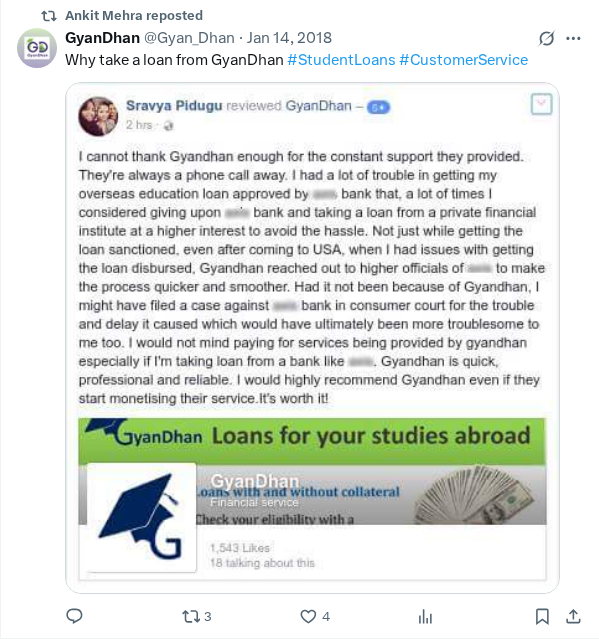 Ankit Mehra reposted
GyanDhan @Gyan_Dhan · Jan 14, 2018
Why take a loan from GyanDhan #StudentLoans #CustomerService
Sravya Pidugu reviewed GyanDhan – 5★
2 hrs ·
I cannot thank Gyandhan enough for the constant support they provided.
They're always a phone call away. I had a lot of trouble in getting my
overseas education loan approved by bank that, a lot of times I
considered giving upon bank and taking a loan from a private financial
institute at a higher interest to avoid the hassle. Not just while getting the
loan sanctioned, even after coming to USA, when I had issues with getting
the loan disbursed, Gyandhan reached out to higher officials of to make
the process quicker and smoother. Had it not been because of Gyandhan, I
might have filed a case against bank in consumer court for the trouble
and delay it caused which would have ultimately been more troublesome to
me too. I would not mind paying for services being provided by gyandhan
especially if I'm taking loan from a bank like . Gyandhan is quick,
professional and reliable. I would highly recommend Gyandhan even if they
start monetising their service.It's worth it!
GyanDhan Loans for your studies abroad
GyanDhan
Loans with and without collateral
Financial service
Check your eligibility with a
1,543 Likes
18 talking about this
3
4